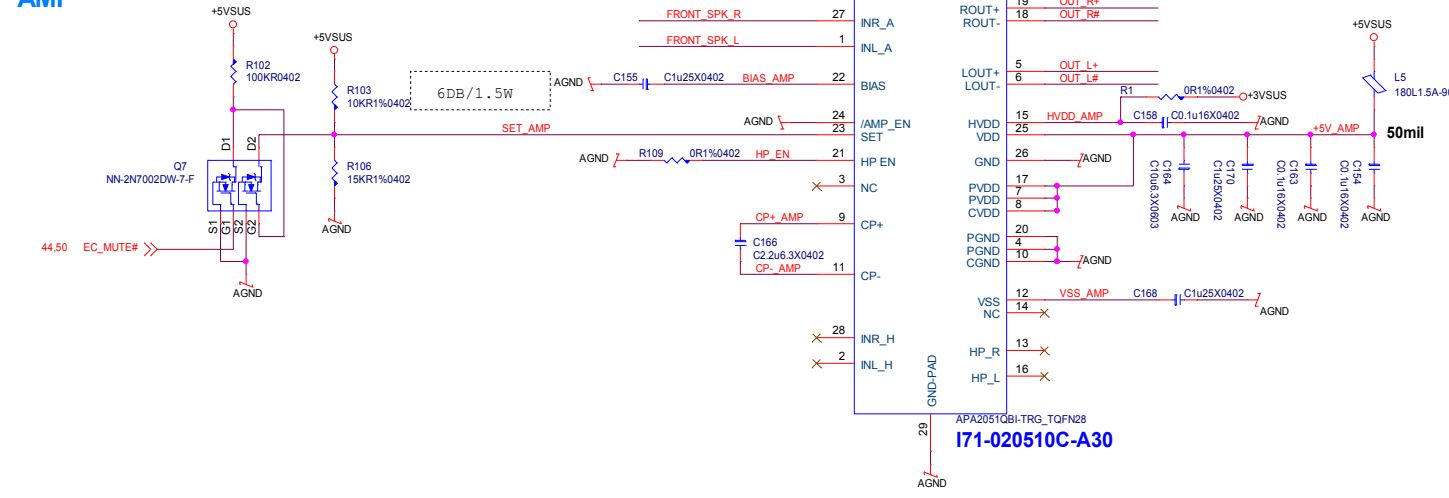 AMP
+5VSUS
R102
100KR0402
+5VSUS
R103
10KR1%0402
6DB/1.5W
D1
D2
Q7
NN-2N7002DW-7-F
S1
G1
S2
G2
SET_AMP
R106
15KR1%0402
AGND
44,50 EC_MUTE#
AGND
FRONT_SPK_R
27
INR_A
FRONT_SPK_L
1
INL_A
AGND
C155
C1u25X0402
BIAS_AMP
22
BIAS
AGND
24
/AMP_EN
23
SET
AGND
R109
0R1%0402
HP_EN
21
HP EN
3
NC
CP+_AMP
9
CP+
C166
C2.2u6.3X0402
CP-_AMP
11
CP-
28
INR_H
2
INL_H
GND-PAD
29
AGND
ROUT+
19
OUT_R+
ROUT-
18
OUT_R#
LOUT+
5
OUT_L+
LOUT-
6
OUT_L#
R1
0R1%0402
+3VSUS
HVDD
15
HVDD_AMP
C158
C0.1u16X0402
AGND
VDD
25
+5V_AMP
50mil
+5VSUS
L5
GND
26
AGND
PVDD
17
PVDD
7
CVDD
8
C164
C10u6.3X0603
AGND
C170
C1u25X0402
AGND
C163
C0.1u16X0402
AGND
C154
C0.1u16X0402
AGND
PGND
20
PGND
4
CGND
10
AGND
VSS
12
VSS_AMP
C168
C1u25X0402
AGND
NC
14
HP_R
13
HP_L
16
APA2051QBI-TRG_TQFN28
I71-020510C-A30